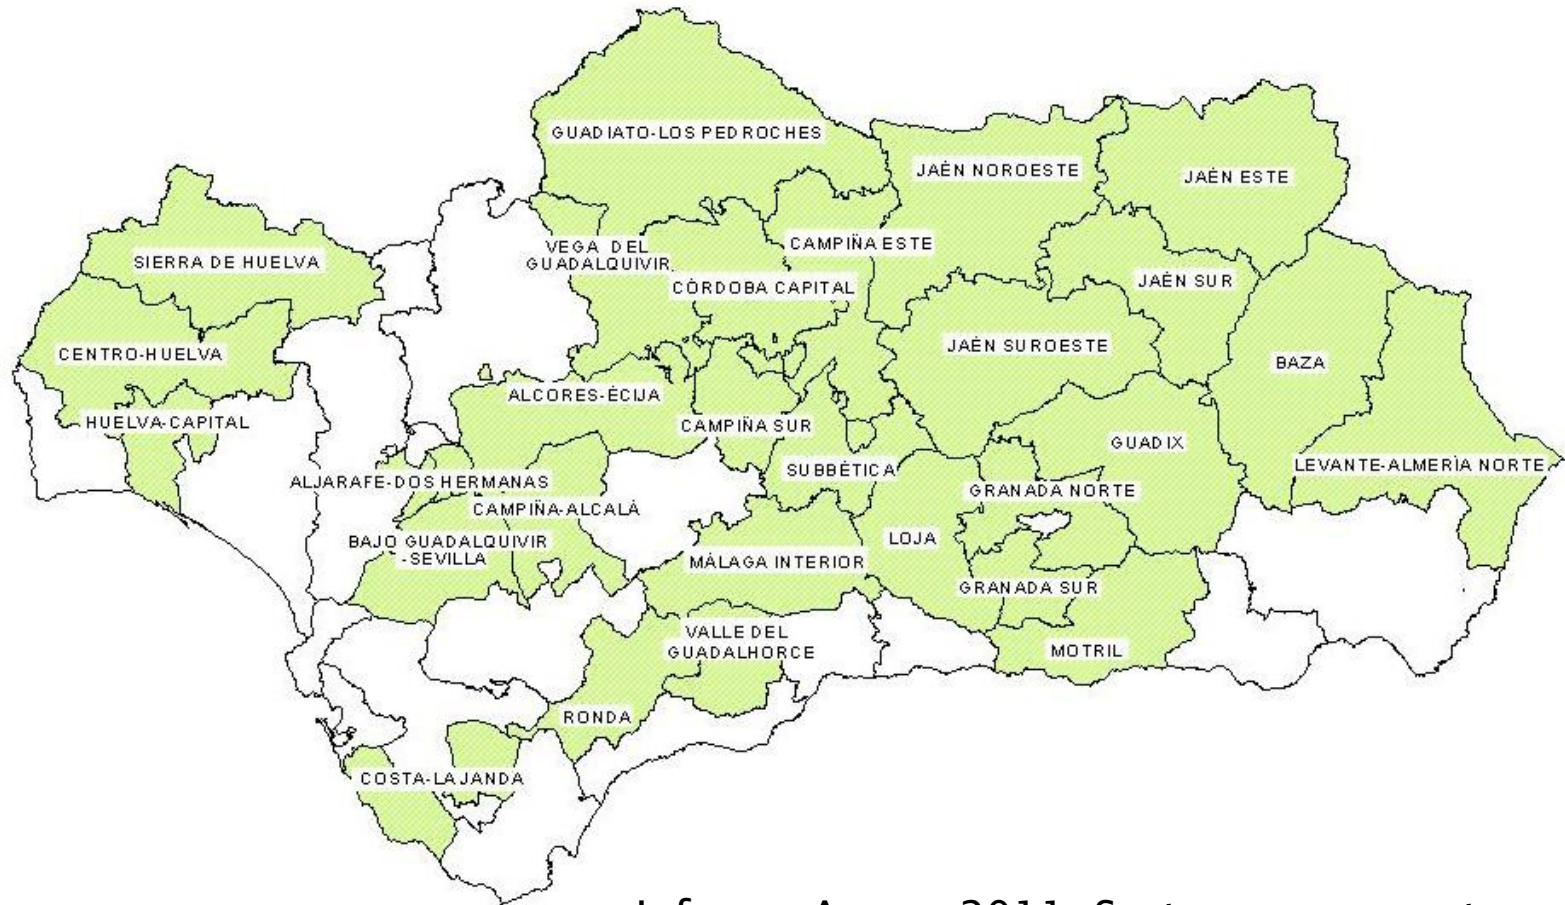 GUADIATO-LOS PEDROCHES
JAÉN NOROESTE
JAÉN ESTE
SIERRA DE HUELVA
VEGA DEL
GUADALQUIVIR
CAMPIÑA ESTE
CÓRDOBA CAPITAL
JAÉN SUR
CENTRO-HUELVA
JAÉN SUROESTE
BAZA
ALCORES-ÉCIJA
HUELVA-CAPITAL
CAMPIÑA SUR
GUADIX
SUBBÉTICA
LEVANTE-ALMERÍA NORTE
ALJARAFE-DOS HERMANAS
GRANADA NORTE
CAMPIÑA-ALCALÁ
BAJO GUADALQUIVIR
-SEVILLA
LOJA
MÁLAGA INTERIOR
GRANADA SUR
VALLE DEL
GUADALHORCE
MOTRIL
RONDA
COSTA-LA JANDA
2011